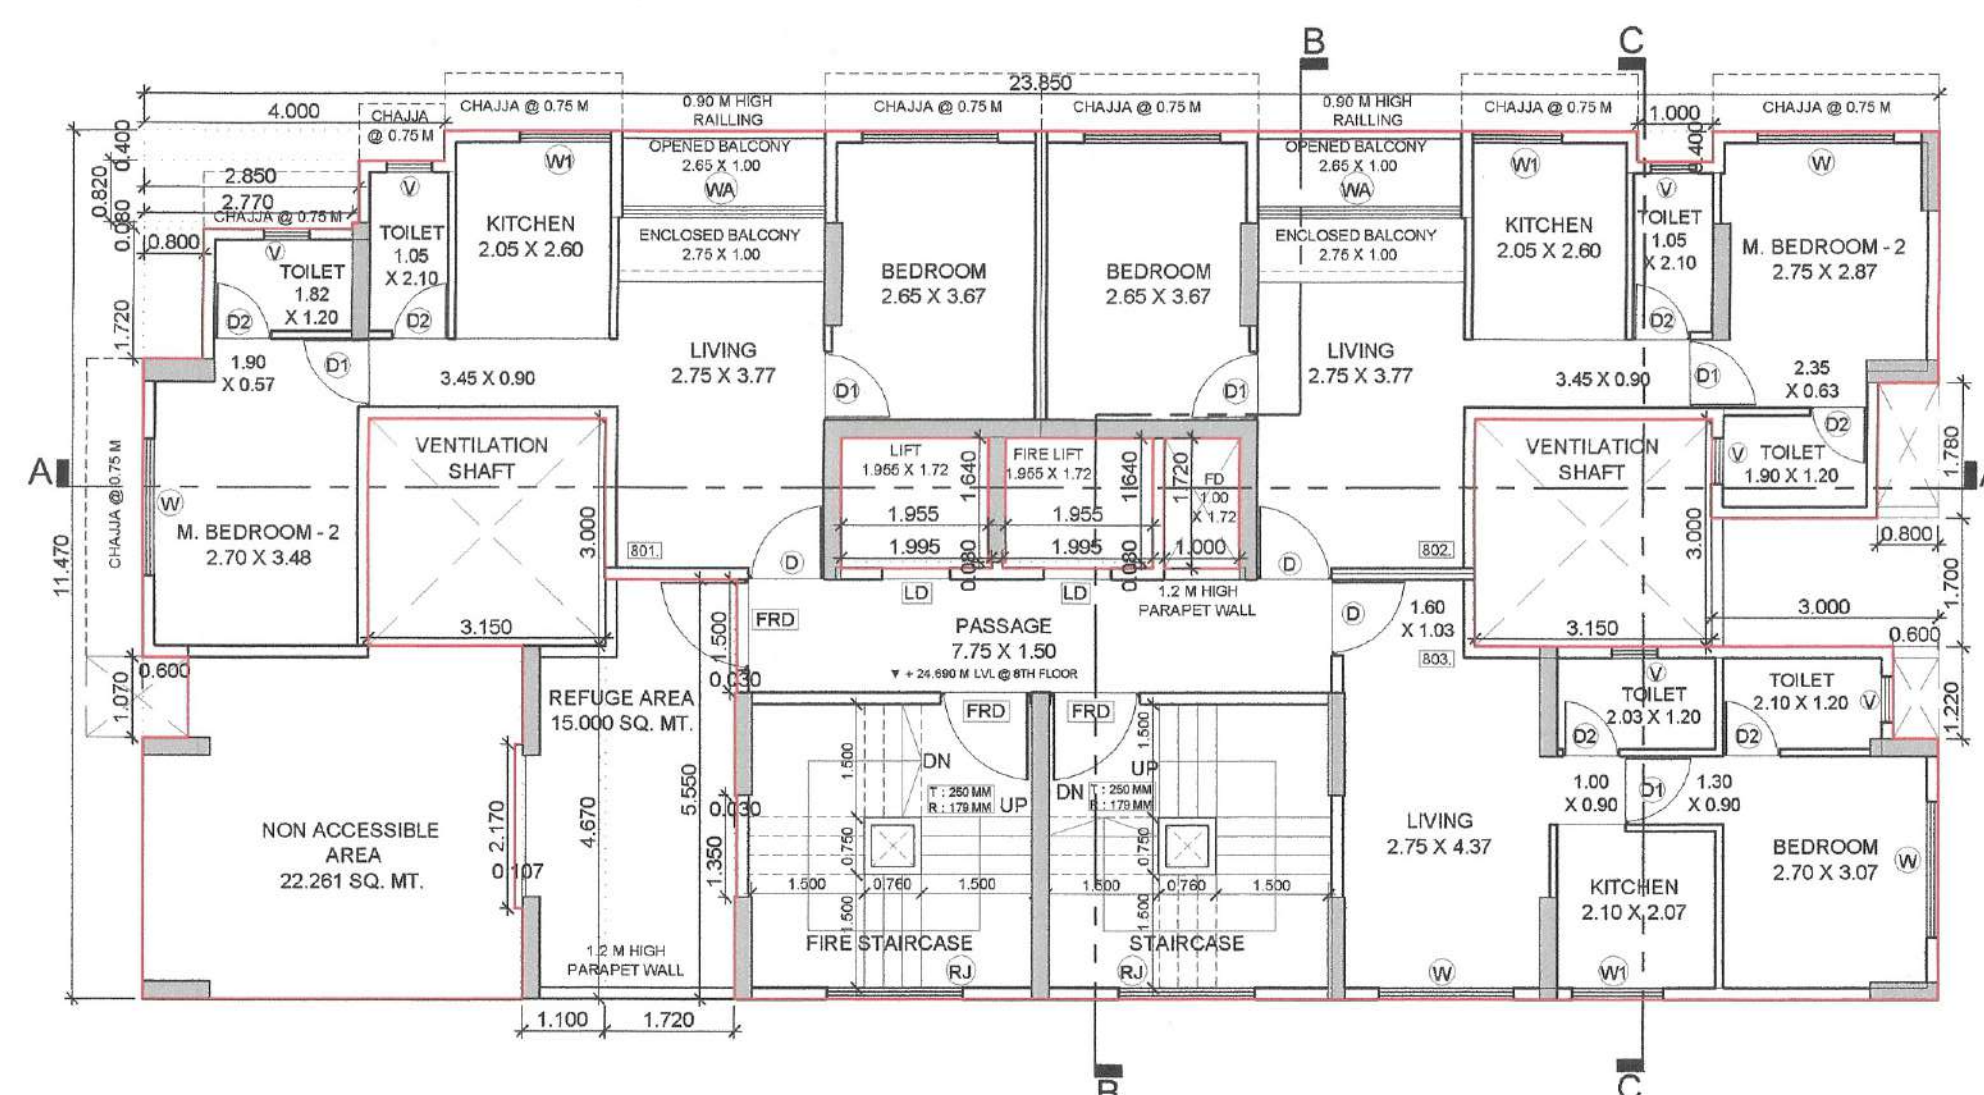 B
C
23.850
4.000
CHAJJA
@ 0.75 M
CHAJJA @ 0.75 M
0.90 M HIGH
RAILLING
CHAJJA @ 0.75 M
CHAJJA @ 0.75 M
0.90 M HIGH
RAILLING
CHAJJA @ 0.75 M
1.000
CHAJJA @ 0.75 M
0.400
0.820
0.080
1.720
2.850
2.770
CHAJJA @ 0.75 M
0.800
V
TOILET
1.82
X 1.20
D2
V
TOILET
1.05
X 2.10
D2
W1
KITCHEN
2.05 X 2.60
OPENED BALCONY
2.65 X 1.00
WA
ENCLOSED BALCONY
2.75 X 1.00
BEDROOM
2.65 X 3.67
BEDROOM
2.65 X 3.67
OPENED BALCONY
2.65 X 1.00
WA
ENCLOSED BALCONY
2.75 X 1.00
W1
KITCHEN
2.05 X 2.60
V
TOILET
1.05
X 2.10
D2
W
M. BEDROOM - 2
2.75 X 2.87
1.90
X 0.57
D1
3.45 X 0.90
LIVING
2.75 X 3.77
D1
D1
LIVING
2.75 X 3.77
3.45 X 0.90
D1
2.35
X 0.63
D2
A
11.470
CHAJJA @ 0.75 M
W
M. BEDROOM - 2
2.70 X 3.48
VENTILATION
SHAFT
3.000
3.150
801.
D
LIFT
1.955 X 1.72
1.640
1.955
1.995
0.080
FIRE LIFT
1.955 X 1.72
1.640
1.955
1.995
0.080
1.720
FD
1.00
X 1.72
1.000
D
802.
VENTILATION
SHAFT
3.000
3.150
V
TOILET
1.90 X 1.20
1.780
0.800
1.700
3.000
0.600
1.220
LD
LD
1.2 M HIGH
PARAPET WALL
FRD
PASSAGE
7.75 X 1.50
▼ + 24.690 M LVL @ 8TH FLOOR
D
1.60
X 1.03
803.
0.600
1.070
REFUGE AREA
15.000 SQ. MT.
1.500
0.030
5.550
0.030
1.350
4.670
2.170
0.107
NON ACCESSIBLE
AREA
22.261 SQ. MT.
1.2 M HIGH
PARAPET WALL
FRD
FRD
1.500
DN
T : 250 MM
R : 179 MM
UP
0.750
1.500
0.760
1.500
1.500
FIRE STAIRCASE
RJ
1.500
UP
DN
T : 250 MM
R : 179 MM
0.750
1.500
0.760
1.500
1.500
STAIRCASE
RJ
V
TOILET
2.03 X 1.20
D2
TOILET
2.10 X 1.20
V
D2
1.00
X 0.90
D1
1.30
X 0.90
LIVING
2.75 X 4.37
W
KITCHEN
2.10 X 2.07
W1
BEDROOM
2.70 X 3.07
W
1.100
1.720
B
C